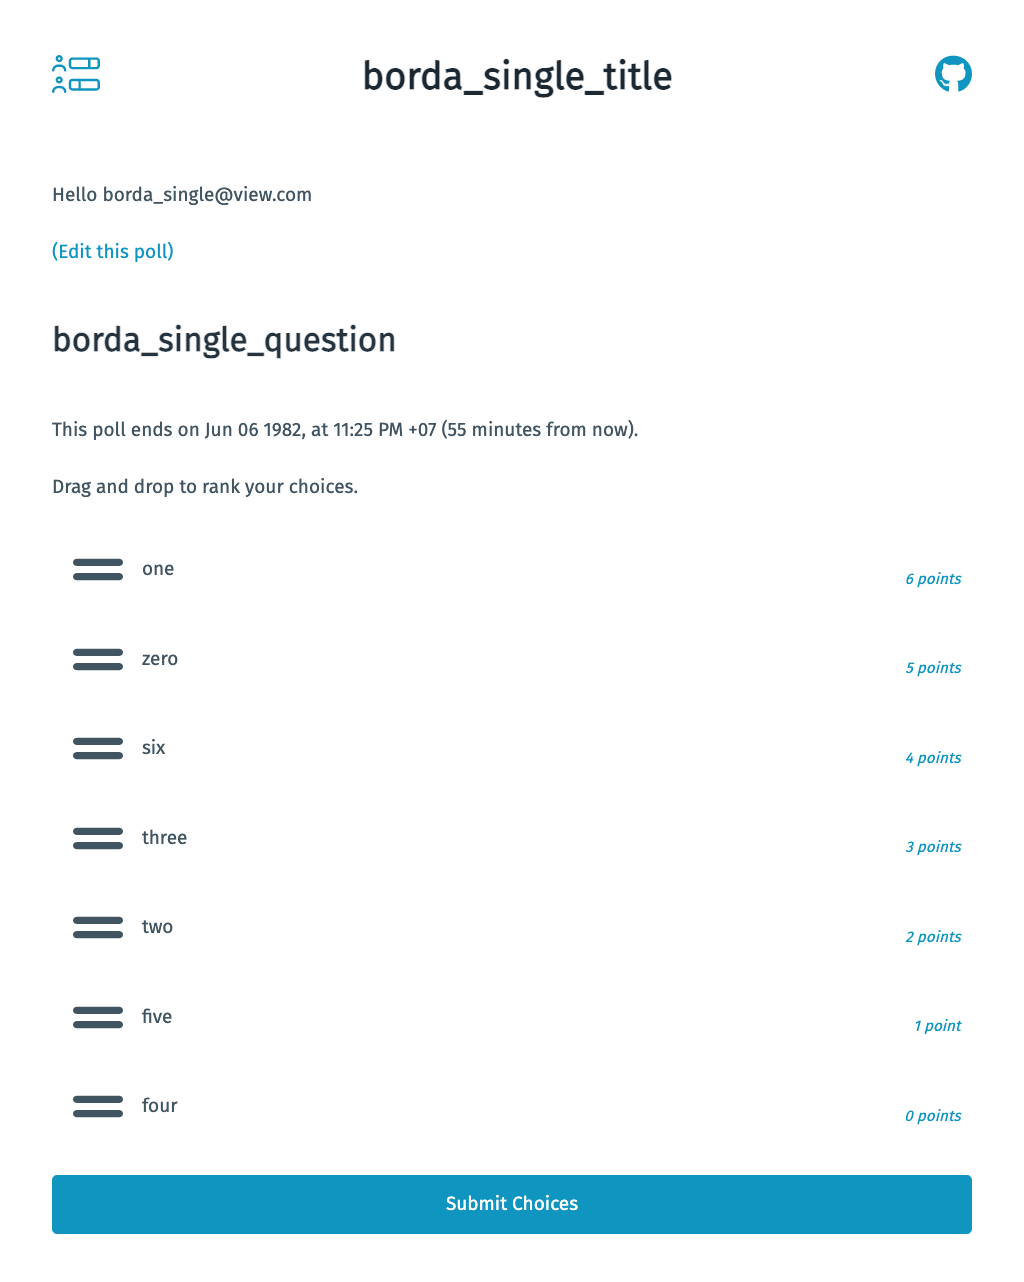 borda_single_title
Hello borda_single@view.com
(Edit this poll)
borda_single_question
This poll ends on Jun 06 1982, at 11:25 PM +07 (55 minutes from now).
Drag and drop to rank your choices.
one
6 points
zero
5 points
six
4 points
three
3 points
two
2 points
five
1 point
four
0 points
Submit Choices